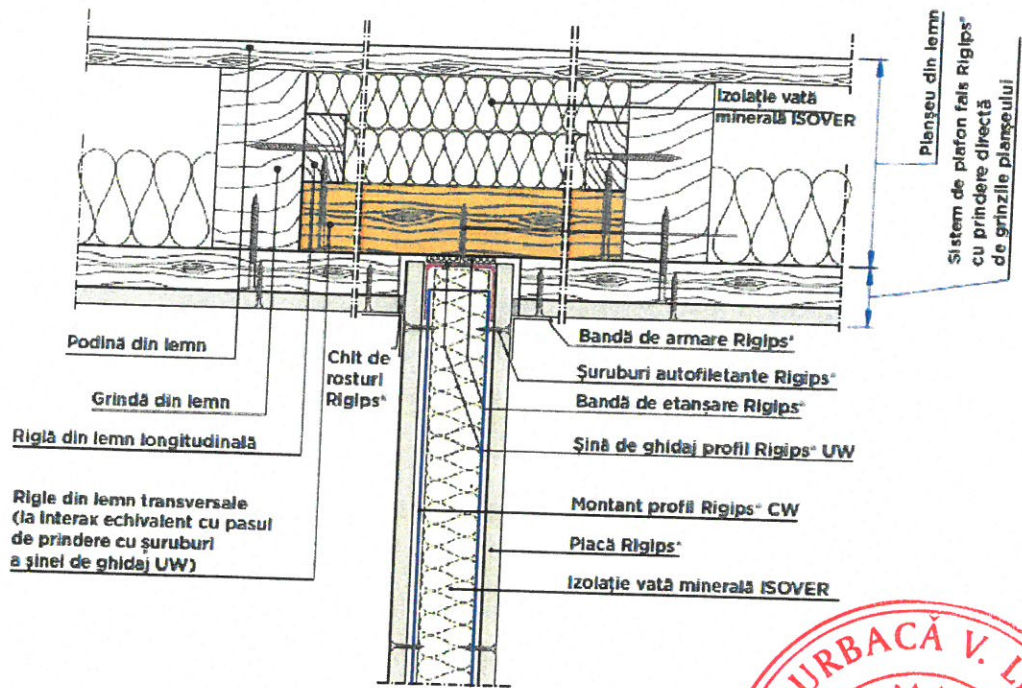 Izolație vată
minerală ISOVER
Planșeu din lemn
Sistem de plafon fals Rigips®
cu prindere directă
de grinzile planșeului
Podină din lemn
Grindă din lemn
Riglă din lemn longitudinală
Rigle din lemn transversale
(la interax echivalent cu pasul
de prindere cu șuruburi
a șinei de ghidaj UW)
Chit de
rosturi
Rigips®
Bandă de armare Rigips®
Șuruburi autofiletante Rigips®
Bandă de etanșare Rigips®
Șină de ghidaj profil Rigips® UW
Montant profil Rigips® CW
Placă Rigips®
Izolație vată minerală ISOVER
URBACĂ V.